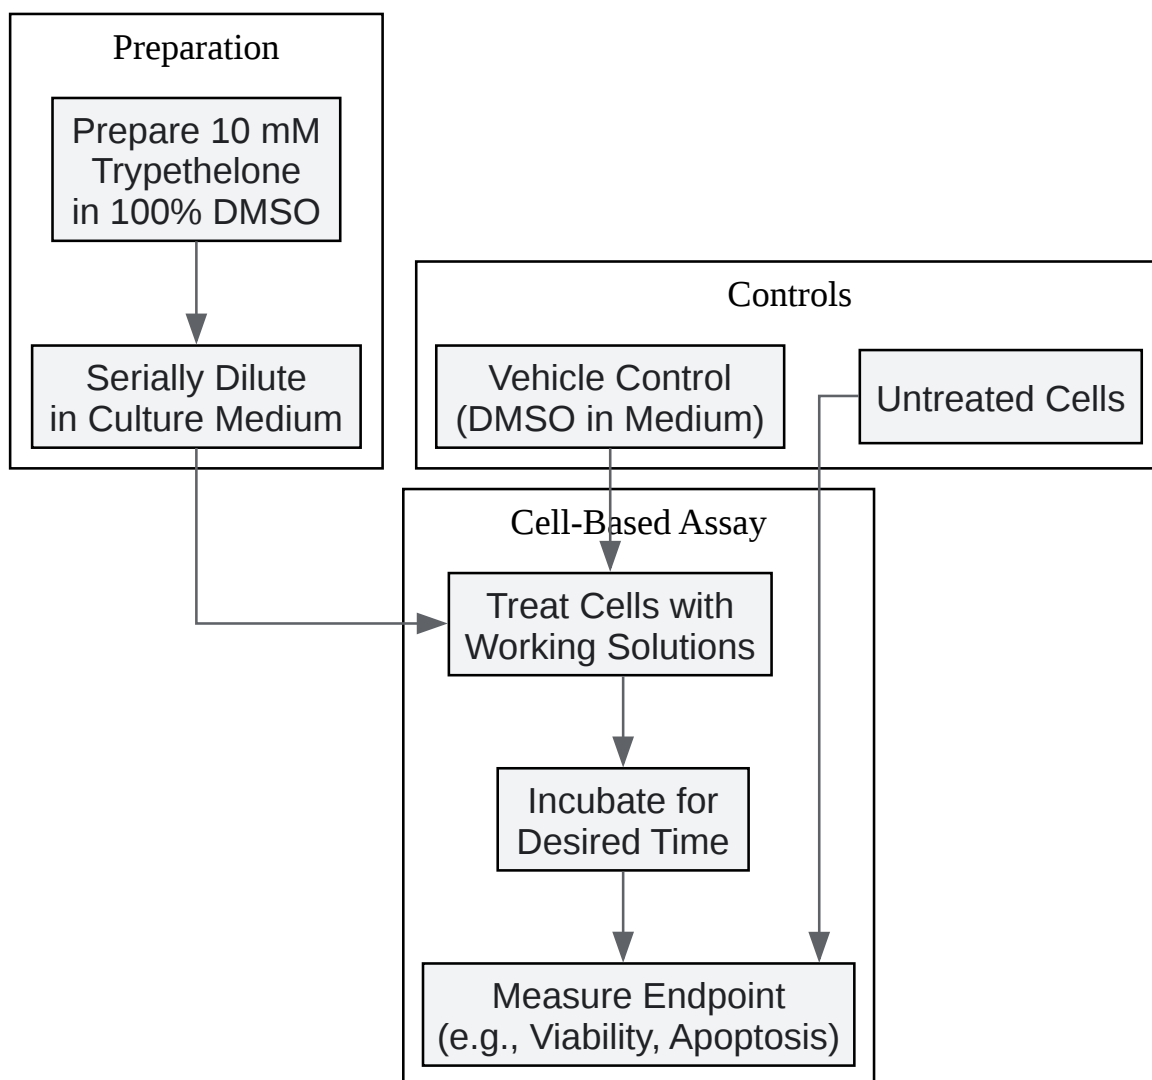 Preparation
Prepare 10 mM
Trypethelone
in 100% DMSO
Serially Dilute
in Culture Medium
Controls
Vehicle Control
(DMSO in Medium)
Untreated Cells
Cell-Based Assay
Treat Cells with
Working Solutions
Incubate for
Desired Time
Measure Endpoint
(e.g., Viability, Apoptosis)